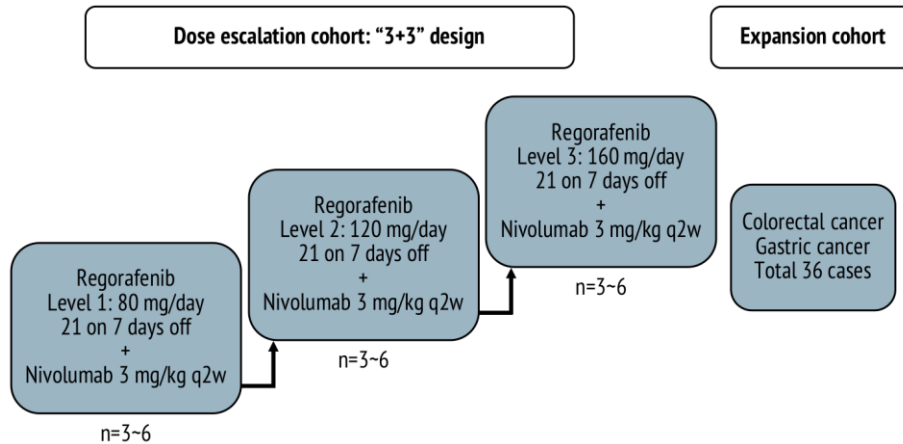 Dose escalation cohort: “3+3” design
Expansion cohort
Regorafenib
Level 1: 80 mg/day
21 on 7 days off
+
Nivolumab 3 mg/kg q2w
n=3~6
Regorafenib
Level 2: 120 mg/day
21 on 7 days off
+
Nivolumab 3 mg/kg q2w
n=3~6
Regorafenib
Level 3: 160 mg/day
21 on 7 days off
+
Nivolumab 3 mg/kg q2w
n=3~6
Colorectal cancer
Gastric cancer
Total 36 cases